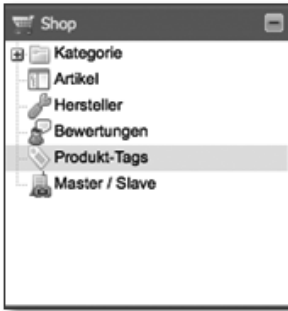 Shop
Kategorie
Artikel
Hersteller
Bewertungen
Produkt-Tags
Master / Slave